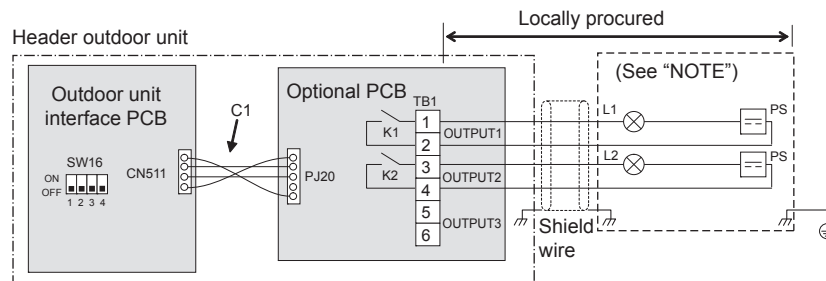 Locally procured
Header outdoor unit
(See “NOTE”)
Outdoor unit
interface PCB
C1
Optional PCB
TB1
L1
PS
1
K1
OUTPUT1
2
SW16
CN511
PJ20
3
L2
PS
ON
OFF
K2
OUTPUT2
4
1 2 3 4
5
OUTPUT3
6
Shield
wire